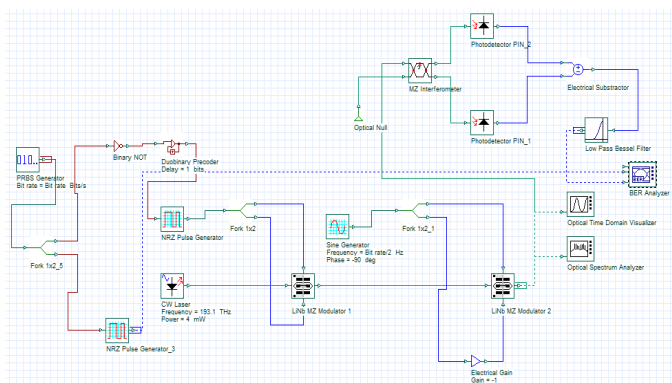 Photodetector PIN_2
MZ Interferometer
Electrical Substractor
Optical Null
Photodetector PIN_1
Low Pass Bessel Filter
Binary NOT
Duobinary Precoder
Delay = 1 bits
PRBS Generator
Bit rate = Bit rate Bits/s
BER Analyzer
NRZ Pulse Generator
Fork 1x2
Sine Generator
Frequency = Bit rate/2 Hz
Phase = -90 deg
Fork 1x2_1
Optical Time Domain Visualizer
Fork 1x2_5
Optical Spectrum Analyzer
CW Laser
Frequency = 193.1 THz
Power = 4 mW
LiNb MZ Modulator 1
LiNb MZ Modulator 2
NRZ Pulse Generator_3
Electrical Gain
Gain = -1